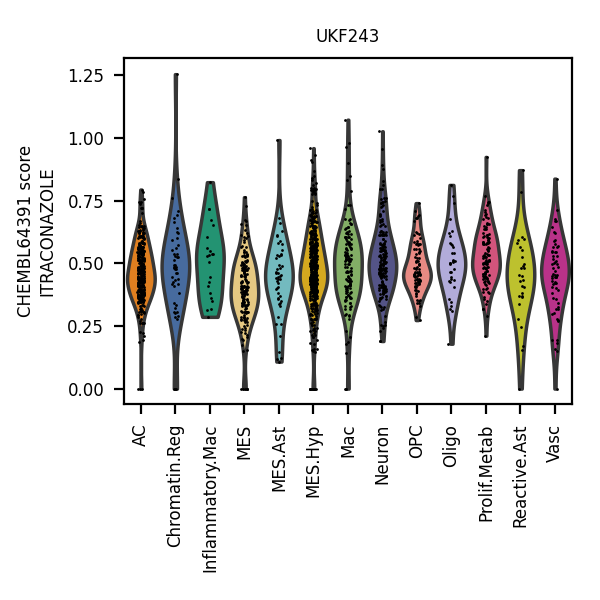 UKF243
CHEMBL64391 score
ITRACONAZOLE
1.25
1.00
0.75
0.50
0.25
0.00
AC
Chromatin.Reg
Inflammatory.Mac
MES
MES.Ast
MES.Hyp
Mac
Neuron
OPC
Oligo
Prolif.Metab
Reactive.Ast
Vasc